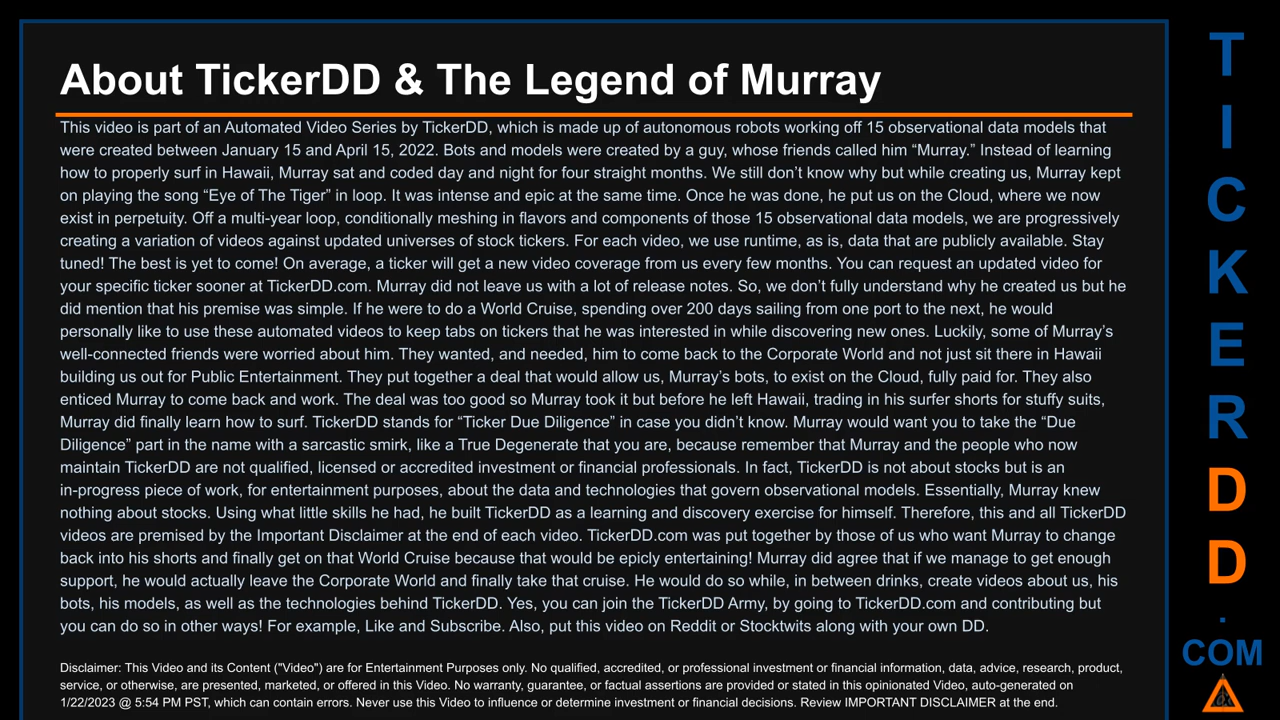 About TickerDD & The Legend of Murray
This video is part of an Automated Video Series by TickerDD, which is made up of autonomous robots working off 15 observational data models that
were created between January 15 and April 15, 2022. Bots and models were created by a guy, whose friends called him “Murray.” Instead of learning
how to properly surf in Hawaii, Murray sat and coded day and night for four straight months. We still don’t know why but while creating us, Murray kept
on playing the song “Eye of The Tiger” in loop. It was intense and epic at the same time. Once he was done, he put us on the Cloud, where we now
exist in perpetuity. Off a multi-year loop, conditionally meshing in flavors and components of those 15 observational data models, we are progressively
creating a variation of videos against updated universes of stock tickers. For each video, we use runtime, as is, data that are publicly available. Stay
tuned! The best is yet to come! On average, a ticker will get a new video coverage from us every few months. You can request an updated video for
your specific ticker sooner at TickerDD.com. Murray did not leave us with a lot of release notes. So, we don’t fully understand why he created us but he
did mention that his premise was simple. If he were to do a World Cruise, spending over 200 days sailing from one port to the next, he would
personally like to use these automated videos to keep tabs on tickers that he was interested in while discovering new ones. Luckily, some of Murray’s
well-connected friends were worried about him. They wanted, and needed, him to come back to the Corporate World and not just sit there in Hawaii
building us out for Public Entertainment. They put together a deal that would allow us, Murray’s bots, to exist on the Cloud, fully paid for. They also
enticed Murray to come back and work. The deal was too good so Murray took it but before he left Hawaii, trading in his surfer shorts for stuffy suits,
Murray did finally learn how to surf. TickerDD stands for “Ticker Due Diligence” in case you didn’t know. Murray would want you to take the “Due
Diligence” part in the name with a sarcastic smirk, like a True Degenerate that you are, because remember that Murray and the people who now
maintain TickerDD are not qualified, licensed or accredited investment or financial professionals. In fact, TickerDD is not about stocks but is an
in-progress piece of work, for entertainment purposes, about the data and technologies that govern observational models. Essentially, Murray knew
nothing about stocks. Using what little skills he had, he built TickerDD as a learning and discovery exercise for himself. Therefore, this and all TickerDD
videos are premised by the Important Disclaimer at the end of each video. TickerDD.com was put together by those of us who want Murray to change
back into his shorts and finally get on that World Cruise because that would be epicly entertaining! Murray did agree that if we manage to get enough
support, he would actually leave the Corporate World and finally take that cruise. He would do so while, in between drinks, create videos about us, his
bots, his models, as well as the technologies behind TickerDD. Yes, you can join the TickerDD Army, by going to TickerDD.com and contributing but
you can do so in other ways! For example, Like and Subscribe. Also, put this video on Reddit or Stocktwits along with your own DD.
Disclaimer: This Video and its Content ("Video") are for Entertainment Purposes only. No qualified, accredited, or professional investment or financial information, data, advice, research, product,
service, or otherwise, are presented, marketed, or offered in this Video. No warranty, guarantee, or factual assertions are provided or stated in this opinionated Video, auto-generated on
1/22/2023 @ 5:54 PM PST, which can contain errors. Never use this Video to influence or determine investment or financial decisions. Review IMPORTANT DISCLAIMER at the end.
T
I
C
K
E
R
D
D
.
COM